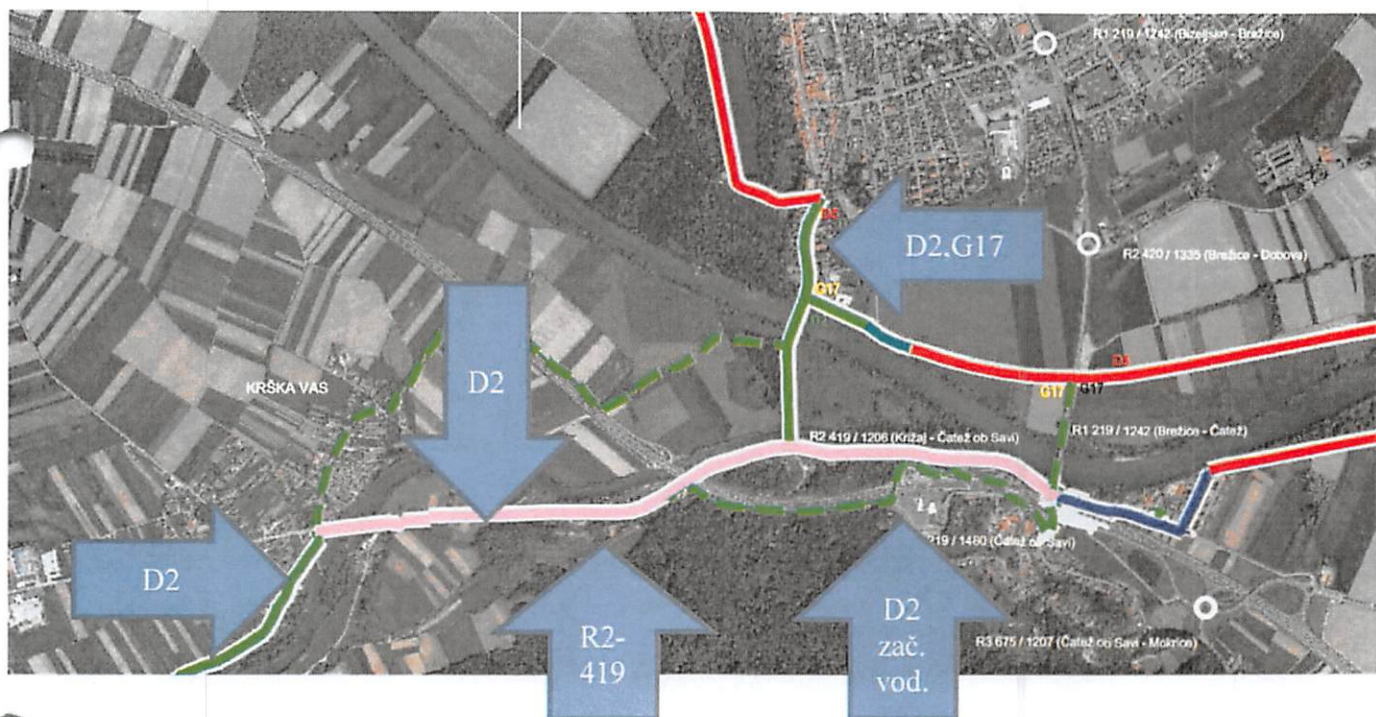 R1 219 / 1242 (Bizeljsko - Brežice)
D2,G17
R2 420 / 1335 (Brežice - Dobova)
G17
D2
KRŠKA VAS
G17
G17
R1 219 / 1242 (Brežice - Čatež)
R2 419 / 1206 (Križaj - Čatež ob Savi)
219 / 1480 (Čatež ob Savi)
D2
R2-
419
D2
zač.
vod.
R3 675 / 1207 (Čatež ob Savi - Mokrice)